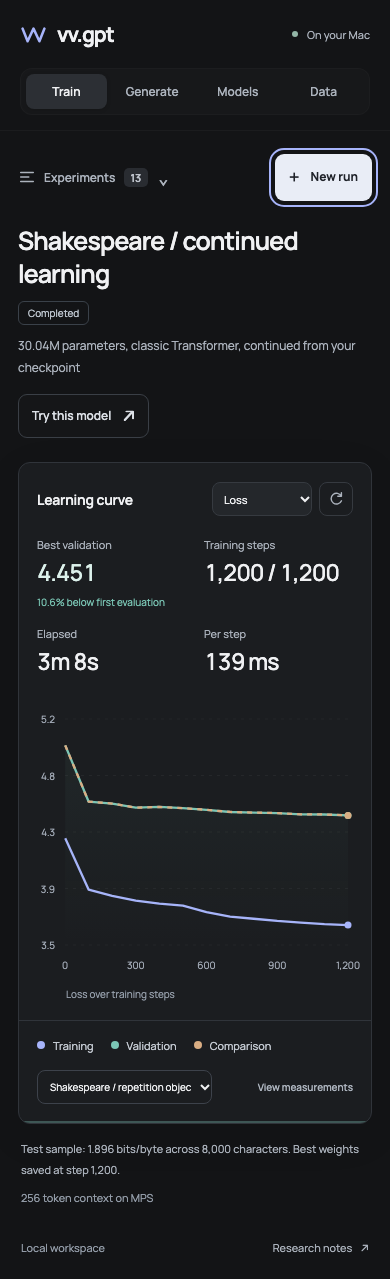 vv.gpt
On your Mac
Train
Generate
Models
Data
Experiments 13
+ New run
Shakespeare / continued
learning
Completed
30.04M parameters, classic Transformer, continued from your
checkpoint
Try this model
Learning curve
Loss
Best validation
Training steps
4.451
1,200 / 1,200
10.6% below first evaluation
Elapsed
Per step
3m 8s
139 ms
5.2
4.8
4.3
3.9
3.5
0
300
600
900
1,200
Loss over training steps
Training
Validation
Comparison
Shakespeare / repetition objec
View measurements
Test sample: 1.896 bits/byte across 8,000 characters. Best weights
saved at step 1,200.
256 token context on MPS
Local workspace
Research notes